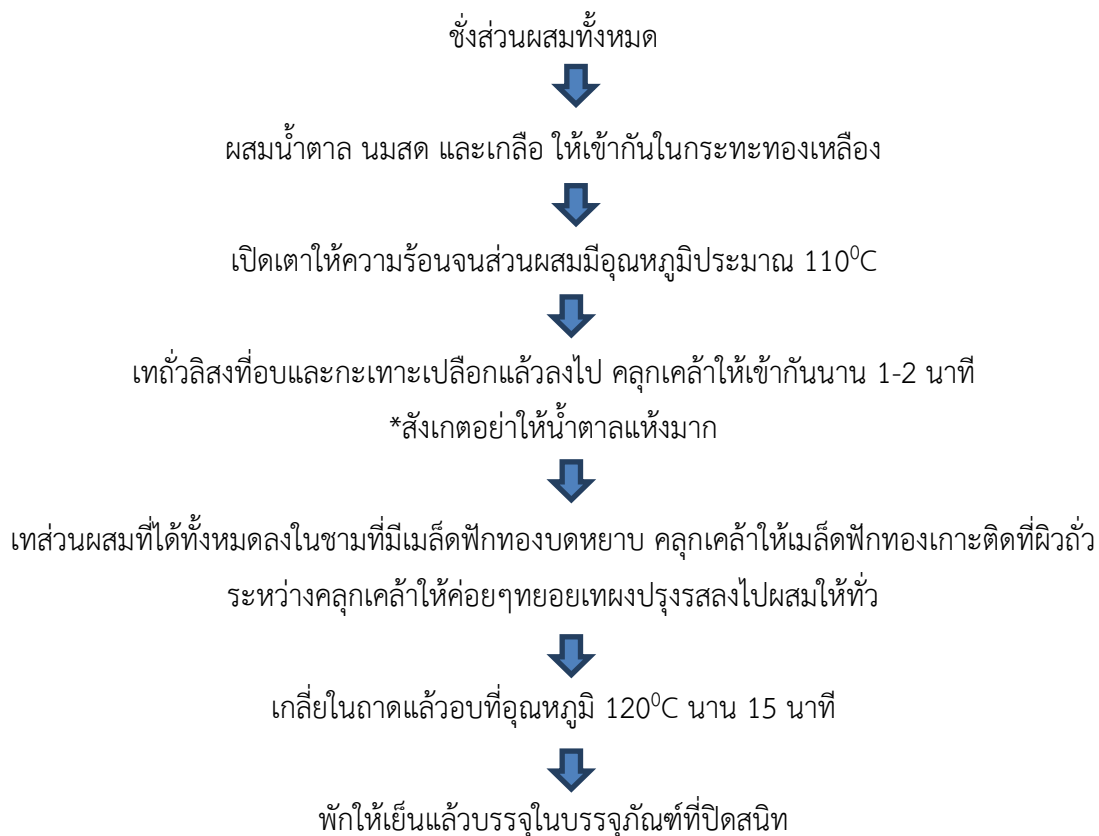 ชั่งส่วนผสมทั้งหมด
ผสมน้ำตาล นมสด และเกลือ ให้เข้ากันในกระทะทองเหลือง
เปิดเตาให้ความร้อนจนส่วนผสมมีอุณหภูมิประมาณ 110⁰C
เทถั่วลิสงที่อบและกะเทาะเปลือกแล้วลงไป คลุกเคล้าให้เข้ากันนาน 1-2 นาที
*สังเกตอย่าให้น้ำตาลแห้งมาก
เทส่วนผสมที่ได้ทั้งหมดลงในชามที่มีเมล็ดฟักทองบดหยาบ คลุกเคล้าให้เมล็ดฟักทองเกาะติดที่ผิวถั่ว
ระหว่างคลุกเคล้าให้ค่อยๆทยอยเทผงปรุงรสลงไปผสมให้ทั่ว
เกลี่ยในถาดแล้วอบที่อุณหภูมิ 120⁰C นาน 15 นาที
พักให้เย็นแล้วบรรจุในบรรจุภัณฑ์ที่ปิดสนิท